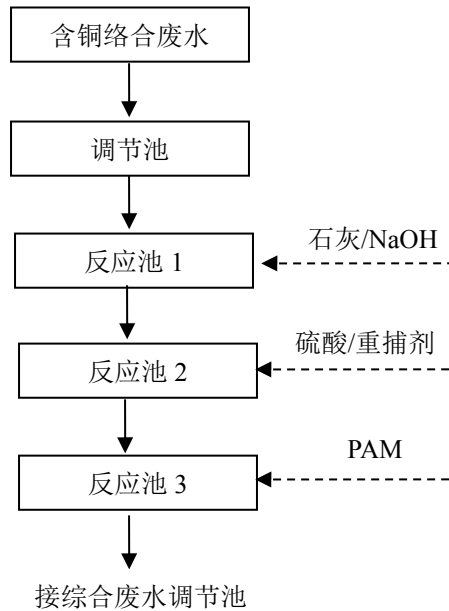 含铜络合废水
调节池
反应池 1
石灰/NaOH
反应池 2
硫酸/重捕剂
反应池 3
PAM
接综合废水调节池